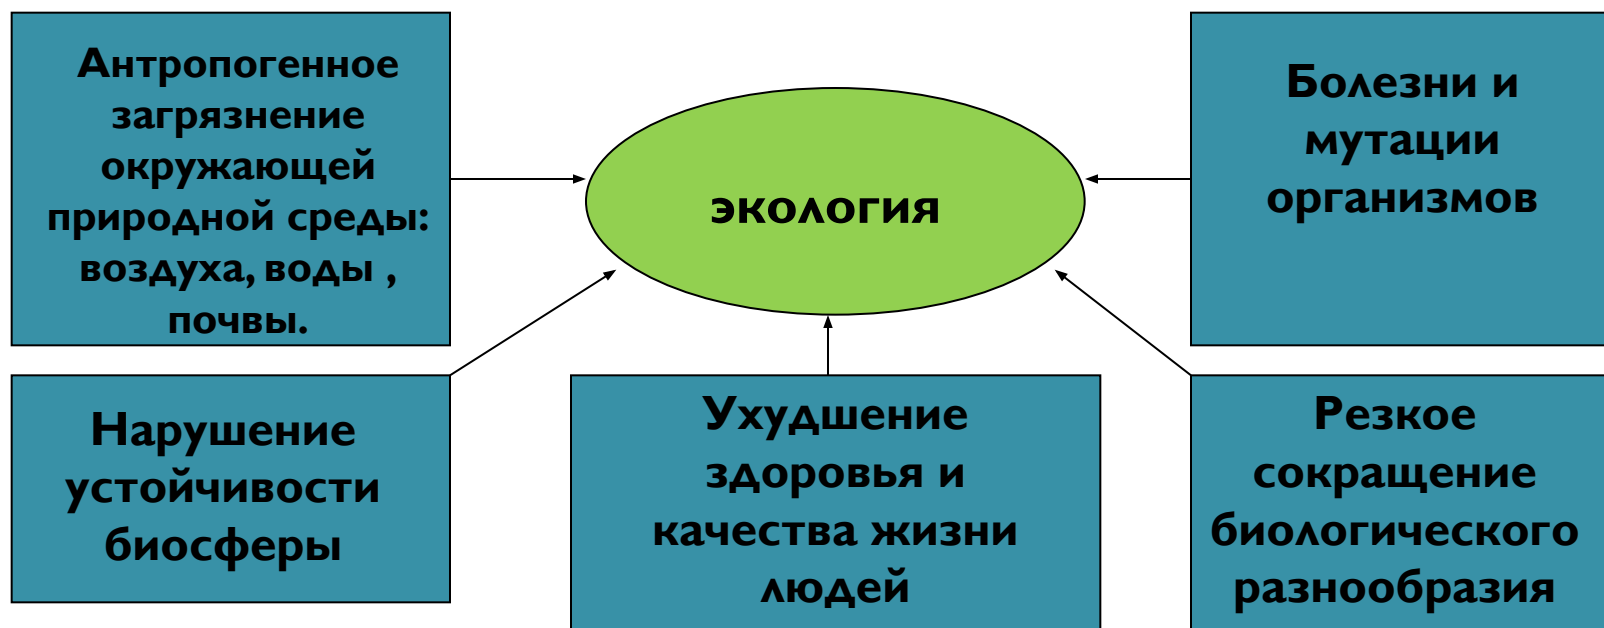 Антропогенное
загрязнение
окружающей
природной среды:
воздуха, воды ,
почвы.
экология
Болезни и
мутации
организмов
Нарушение
устойчивости
биосферы
Ухудшение
здоровья и
качества жизни
людей
Резкое
сокращение
биологического
разнообразия